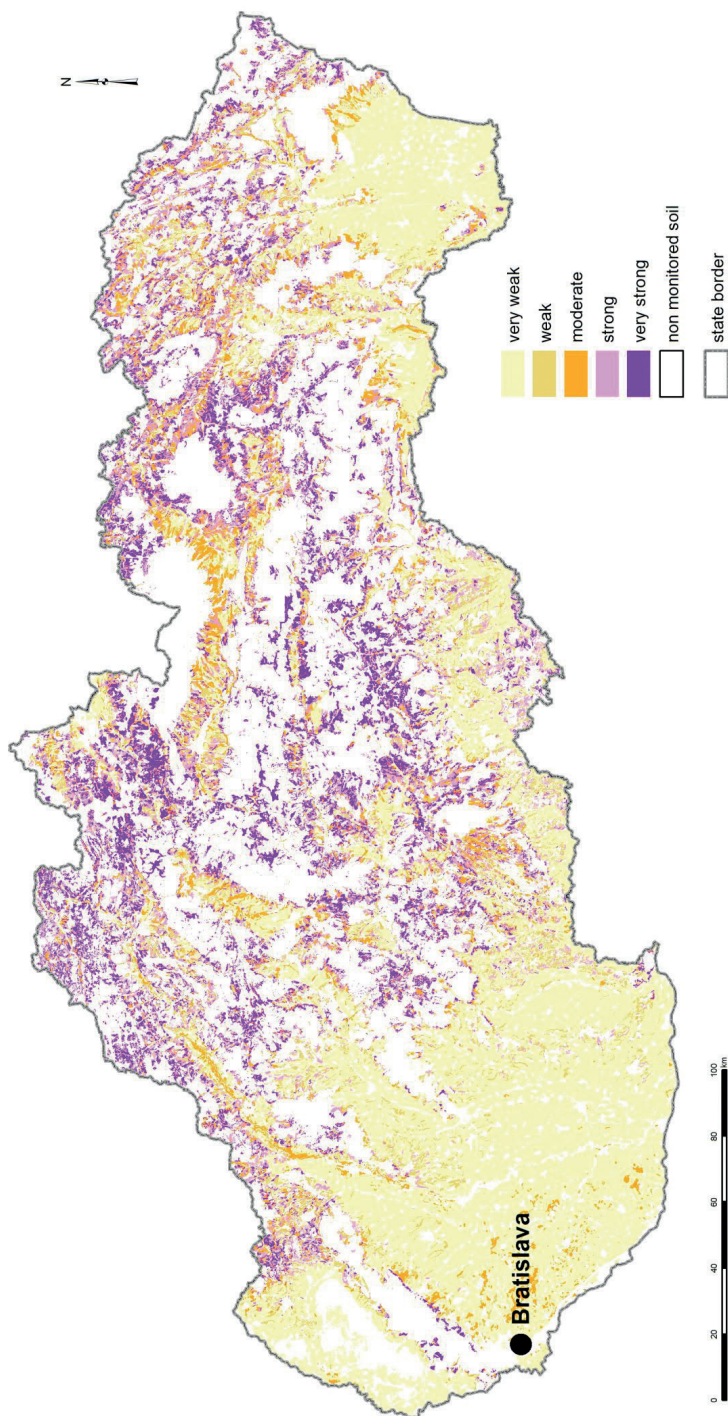 N
very weak
weak
moderate
strong
very strong
non monitored soil
state border
Bratislava
0 20 40 60 80 100
km